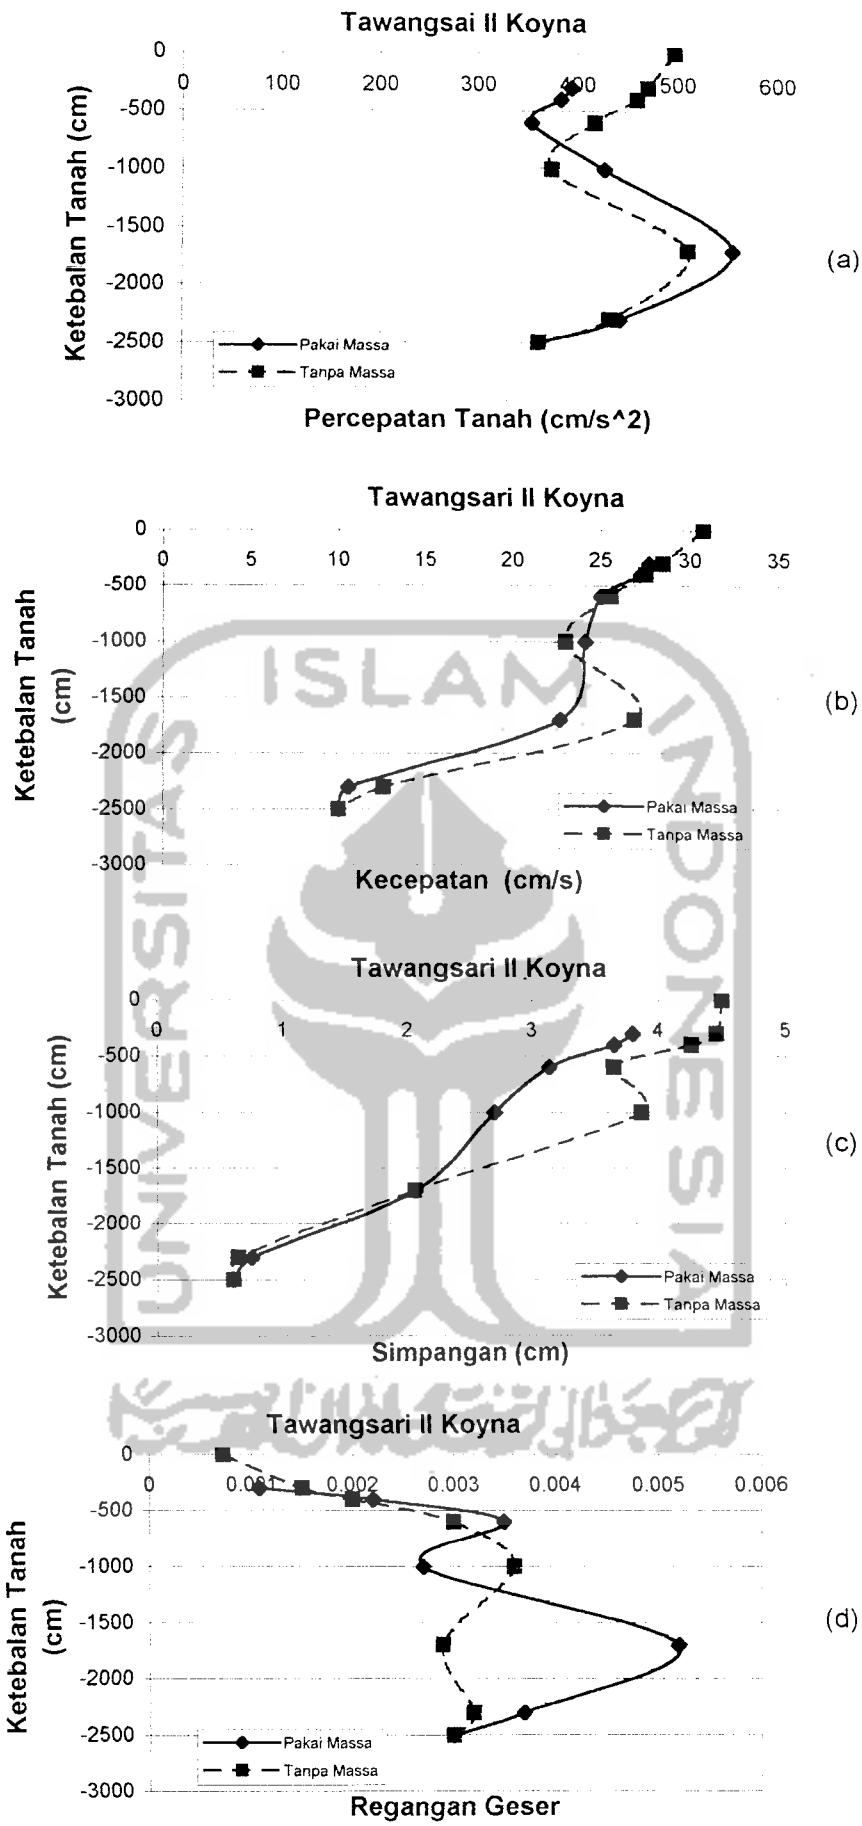 Tawangsai II Koyna
0
0 100 200 300 400 500 600
-500
-1000
-1500
-2000
-2500
-3000
Ketebalan Tanah (cm)
Pakai Massa
Tanpa Massa
Percepatan Tanah (cm/s^2)
(a)
Tawangsari II Koyna
0
0 5 10 15 20 25 30 35
-500
-1000
-1500
-2000
-2500
-3000
Ketebalan Tanah
(cm)
Pakai Massa
Tanpa Massa
Kecepatan (cm/s)
(b)
Tawangsari II Koyna
0
0 1 2 3 4 5
-500
-1000
-1500
-2000
-2500
-3000
Ketebalan Tanah (cm)
Pakai Massa
Tanpa Massa
Simpangan (cm)
(c)
Tawangsari II Koyna
0
0 0.001 0.002 0.003 0.004 0.005 0.006
-500
-1000
-1500
-2000
-2500
-3000
Ketebalan Tanah
(cm)
Pakai Massa
Tanpa Massa
Regangan Geser
(d)
UNIVERSITAS
ISLAM
INDONESIA